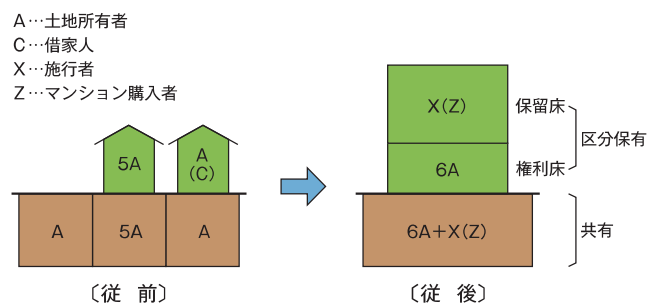 A…土地所有者
C…借家人
X…施行者
Z…マンション購入者
5A
A
(C)
A
5A
A
〔従 前〕
X(Z)
6A
6A+X(Z)
保留床
権利床
区分保有
共有
〔従 後〕